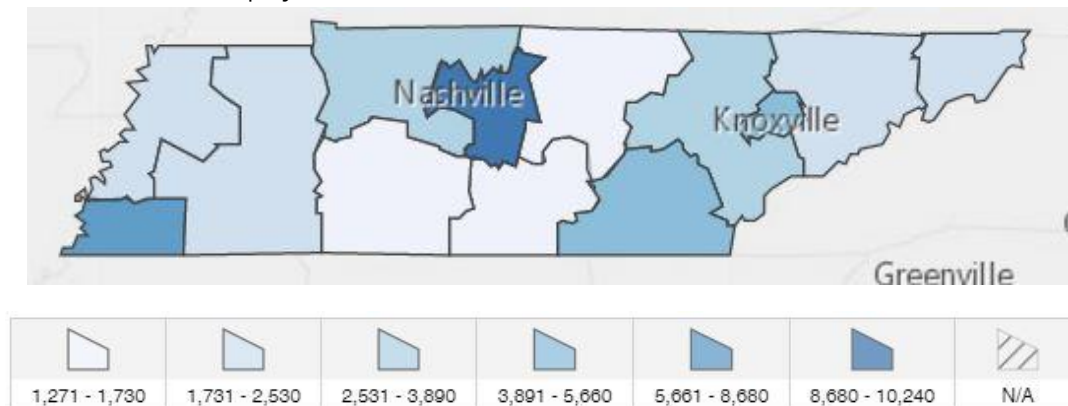 Nashville
Knoxville
Greenville
1,271 - 1,730 1,731 - 2,530 2,531 - 3,890 3,891 - 5,660 5,661 - 8,680 8,680 - 10,240 N/A